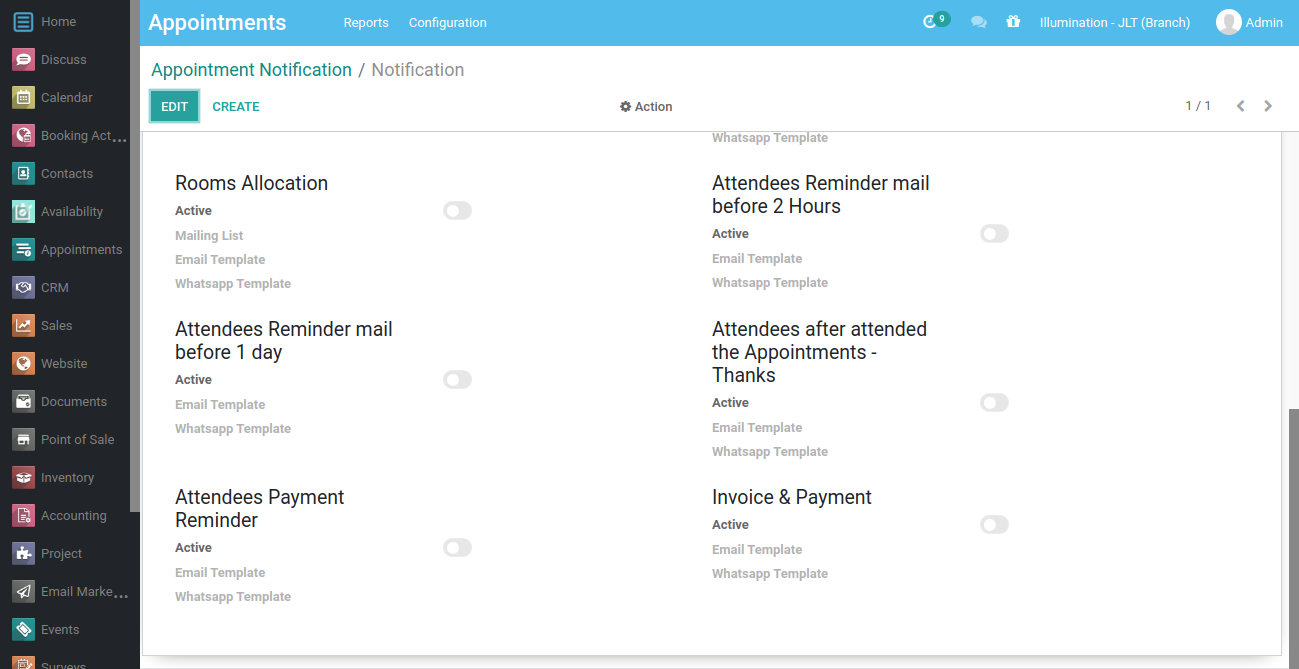 Home
Discuss
Calendar
Booking Act...
Contacts
Availability
Appointments
CRM
Sales
Website
Documents
Point of Sale
Inventory
Accounting
Project
Email Marke...
Events
Surveys
Appointments
Reports
Configuration
9
Illumination - JLT (Branch)
Admin
Appointment Notification / Notification
EDIT
CREATE
Action
1 / 1
Whatsapp Template
Rooms Allocation
Active
Mailing List
Email Template
Whatsapp Template
Attendees Reminder mail
before 2 Hours
Active
Email Template
Whatsapp Template
Attendees Reminder mail
before 1 day
Active
Email Template
Whatsapp Template
Attendees after attended
the Appointments -
Thanks
Active
Email Template
Whatsapp Template
Attendees Payment
Reminder
Active
Email Template
Whatsapp Template
Invoice & Payment
Active
Email Template
Whatsapp Template